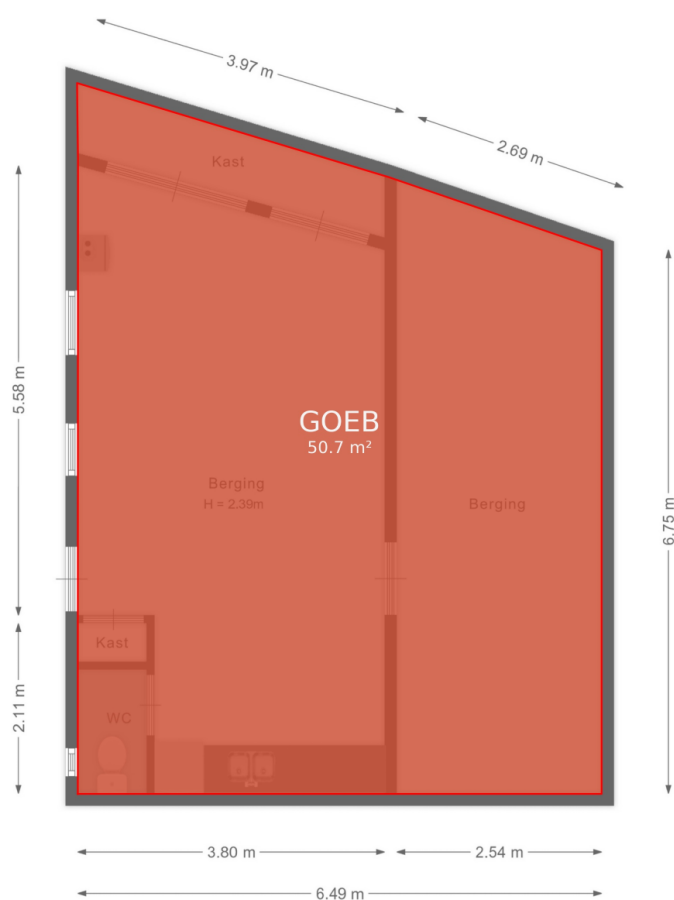 3.97 m
2.69 m
Kast
5.58 m
GOEB
50.7 m²
Berging
H = 2.39m
Berging
6.75 m
Kast
2.11 m
WC
3.80 m
2.54 m
6.49 m